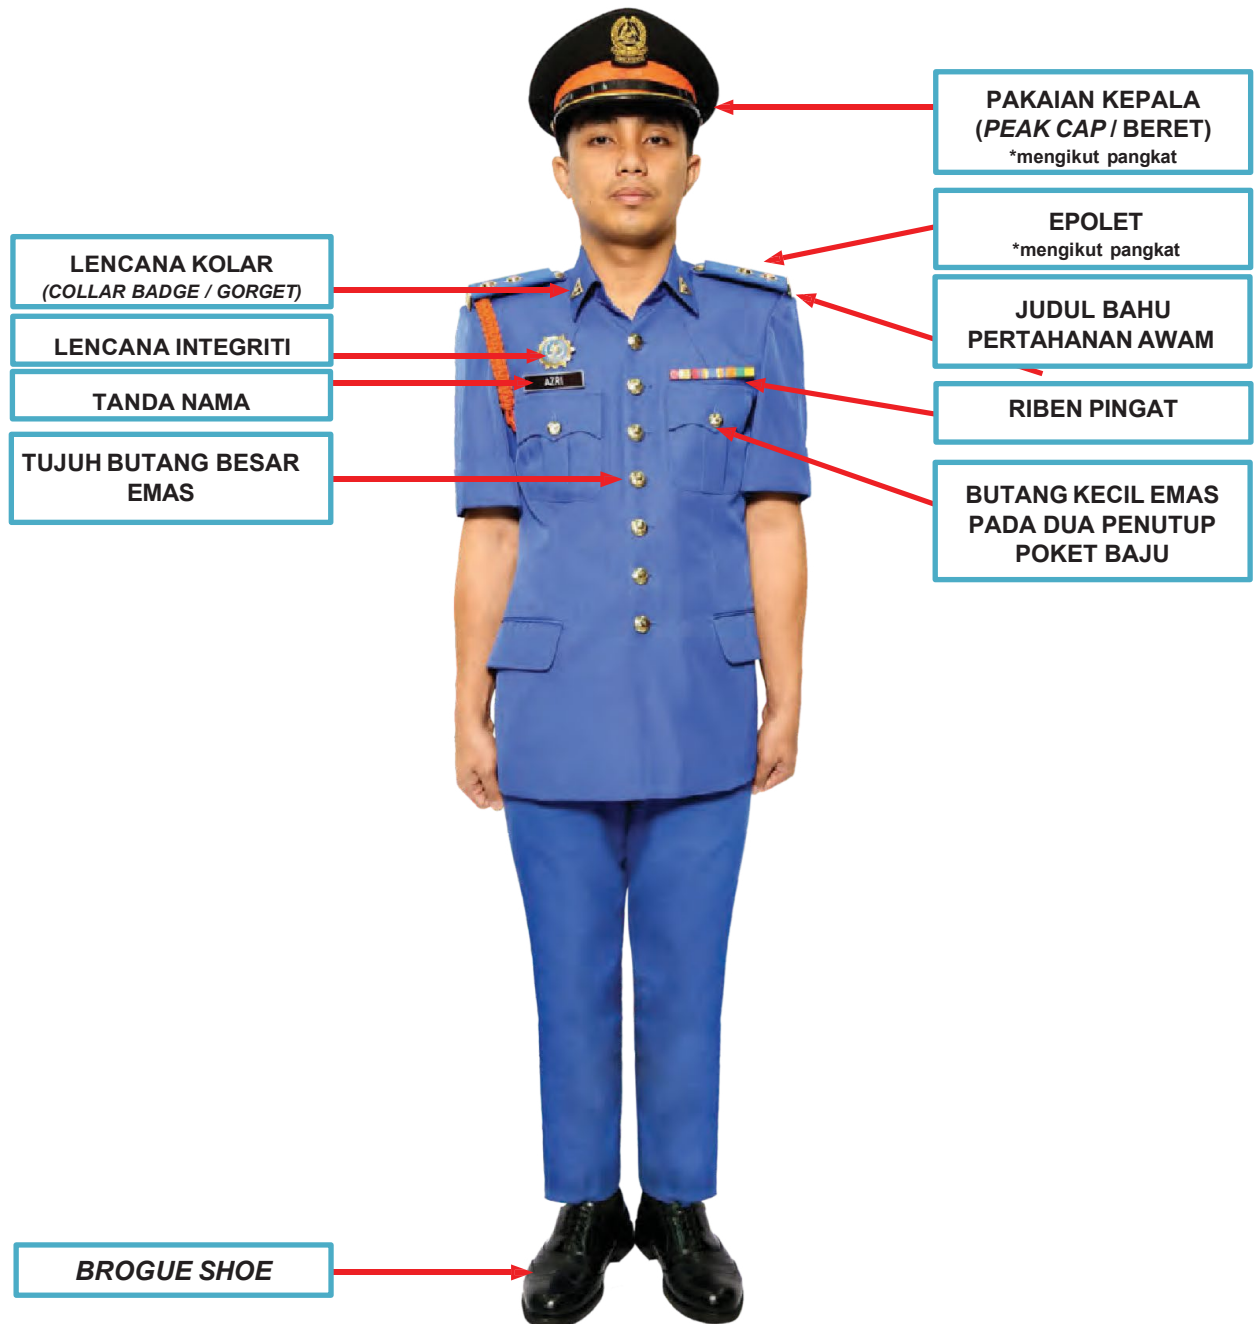 PAKAIAN KEPALA
(PEAK CAP / BERET)
*mengikut pangkat
EPOLET
*mengikut pangkat
JUDUL BAHU
PERTAHANAN AWAM
RIBEN PINGAT
BUTANG KECIL EMAS
PADA DUA PENUTUP
POKET BAJU
LENCANA KOLAR
(COLLAR BADGE / GORGET)
LENCANA INTEGRITI
TANDA NAMA
TUJUH BUTANG BESAR
EMAS
AZRI
BROGUE SHOE